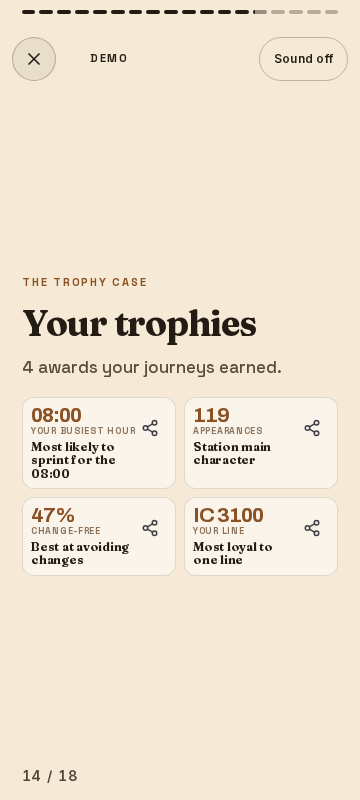 DEMO
Sound off
THE TROPHY CASE
Your trophies
4 awards your journeys earned.
08:00
YOUR BUSIEST HOUR
Most likely to
sprint for the
08:00
119
APPEARANCES
Station main
character
47%
CHANGE-FREE
Best at avoiding
changes
IC 3100
YOUR LINE
Most loyal to
one line
14 / 18